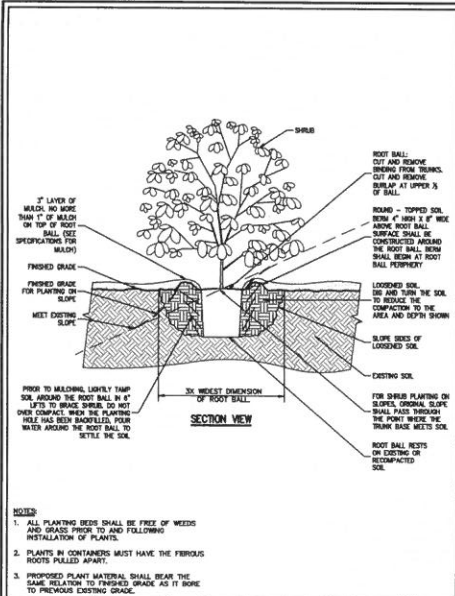 SHRUB
ROOT BALL:
CUT AND REMOVE
BINDING FROM TRUNKS.
CUT AND REMOVE
BURLAP AT UPPER ⅓
OF BALL.
3" LAYER OF
MULCH. NO MORE
THAN 1" OF MULCH
ON TOP OF ROOT
BALL. (SEE
SPECIFICATIONS FOR
MULCH)
ROUND - TOPPED SOIL
BERM 4" HIGH X 8" WIDE
ABOVE ROOT BALL
SURFACE SHALL BE
CONSTRUCTED AROUND
THE ROOT BALL. BERM
SHALL BEGIN AT ROOT
BALL PERIPHERY
FINISHED GRADE
FINISHED GRADE
FOR PLANTING ON
SLOPE
MEET EXISTING
SLOPE
LOOSENED SOIL.
DIG AND TURN THE SOIL
TO REDUCE THE
COMPACTION TO THE
AREA AND DEPTH SHOWN
SLOPE SIDES OF
LOOSENED SOIL
EXISTING SOIL
PRIOR TO MULCHING, LIGHTLY TAMP
SOIL AROUND THE ROOT BALL IN 6"
LIFTS TO BRACE SHRUB. DO NOT
OVER COMPACT. WHEN THE PLANTING
HOLE HAS BEEN BACKFILLED, POUR
WATER AROUND THE ROOT BALL TO
SETTLE THE SOIL
3X WIDEST DIMENSION
OF ROOT BALL.
SECTION VIEW
FOR SHRUB PLANTING ON
SLOPES, ORIGINAL SLOPE
SHALL PASS THROUGH
THE POINT WHERE THE
TRUNK BASE MEETS SOIL
ROOT BALL RESTS
ON EXISTING OR
RECOMPACTED
SOIL
NOTES:
1. ALL PLANTING BEDS SHALL BE FREE OF WEEDS
AND GRASS PRIOR TO AND FOLLOWING
INSTALLATION OF PLANTS.
2. PLANTS IN CONTAINERS MUST HAVE THE FIBROUS
ROOTS PULLED APART.
3. PROPOSED PLANT MATERIAL SHALL BEAR THE
SAME RELATION TO FINISHED GRADE AS IT BORE
TO PREVIOUS EXISTING GRADE.